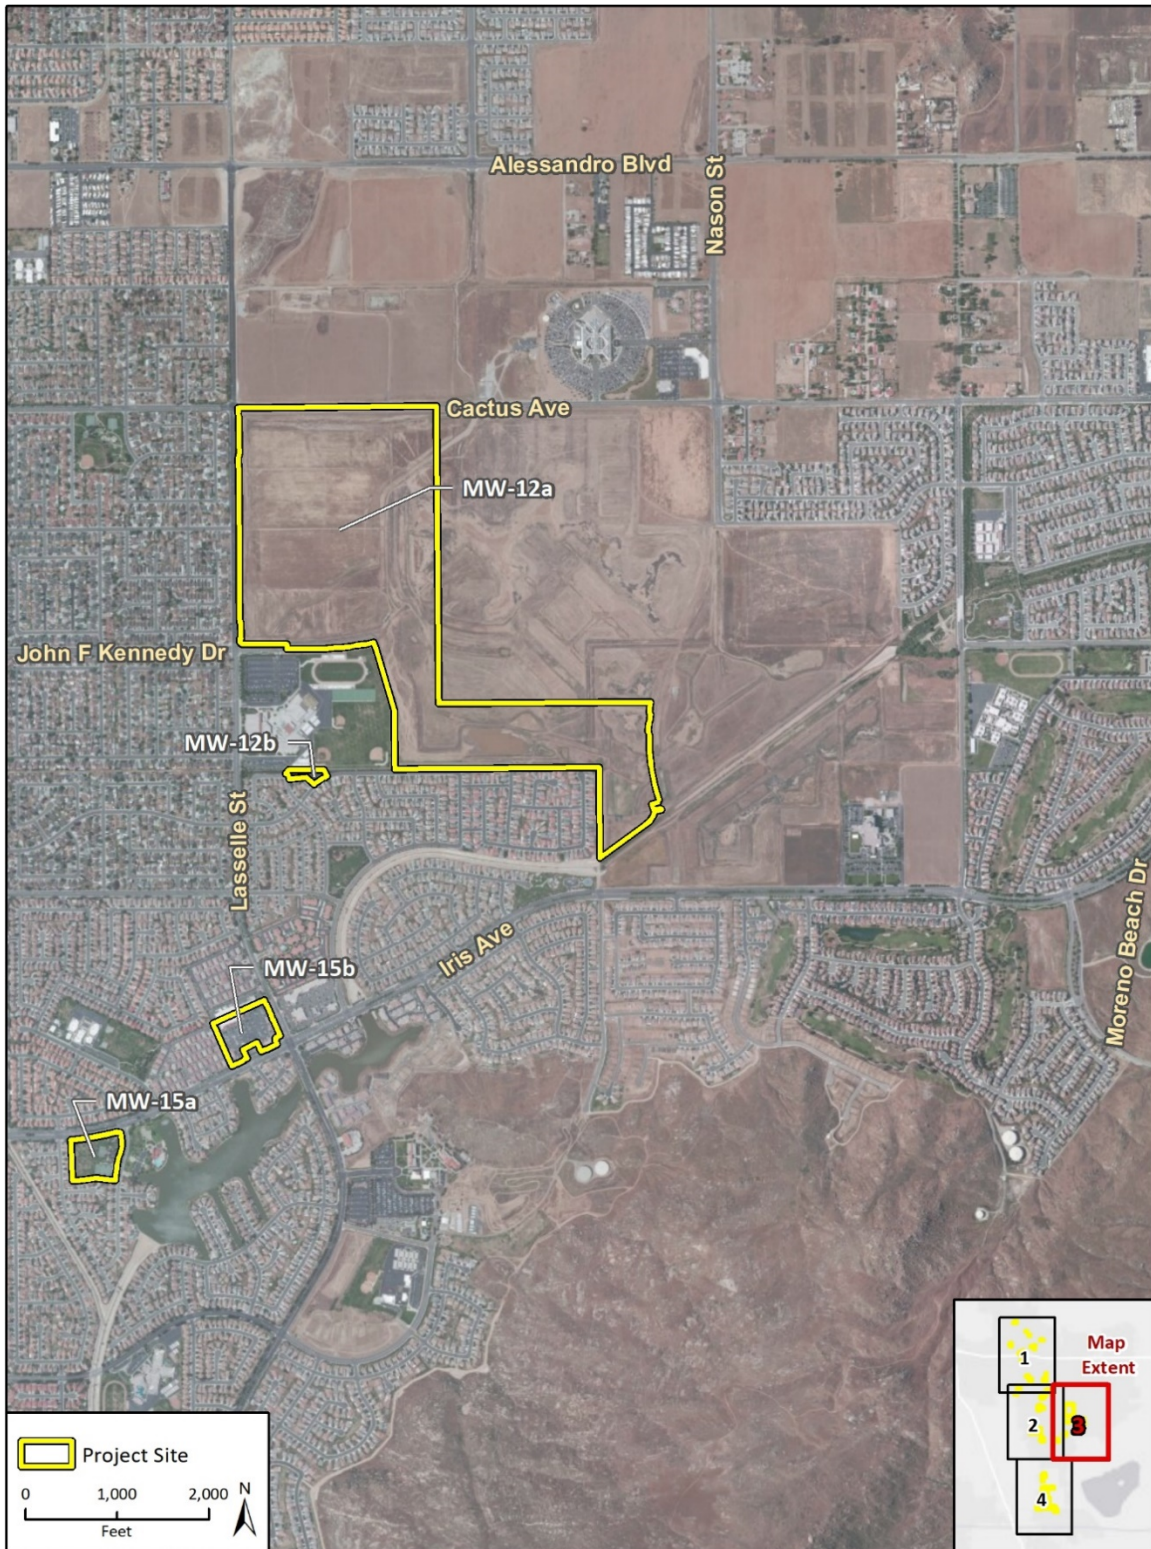 Alessandro Blvd
Nason St
Cactus Ave
MW-12a
John F Kennedy Dr
MW-12b
Lasselle St
Moreno Beach Dr
Iris Ave
MW-15b
MW-15a
Map
Extent
1
2
3
4
Project Site
0 1,000 2,000
Feet
N